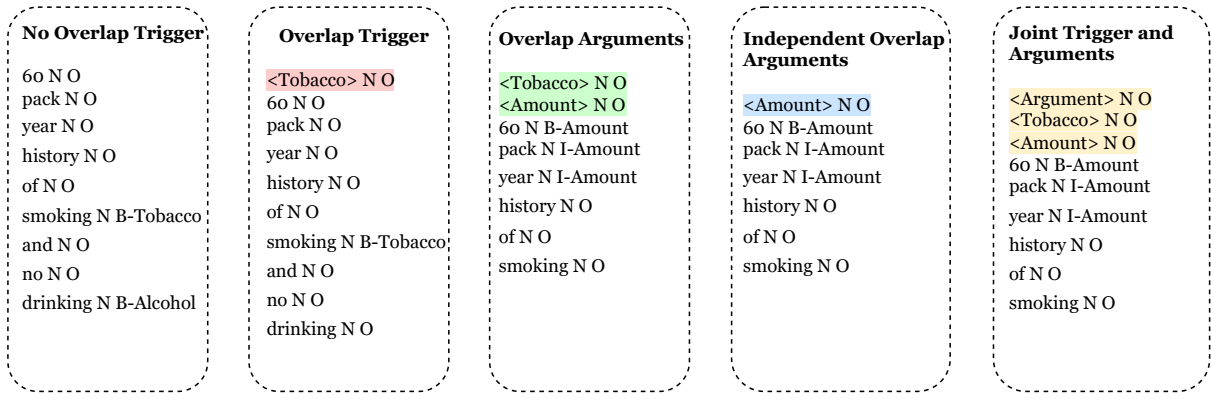 No Overlap Trigger
60 N O
pack N O
year N O
history N O
of N O
smoking N B-Tobacco
and N O
no N O
drinking N B-Alcohol
Overlap Trigger
<Tobacco> N O
60 N O
pack N O
year N O
history N O
of N O
smoking N B-Tobacco
and N O
no N O
drinking N O
Overlap Arguments
<Tobacco> N O
<Amount> N O
60 N B-Amount
pack N I-Amount
year N I-Amount
history N O
of N O
smoking N O
Independent Overlap
Arguments
<Amount> N O
60 N B-Amount
pack N I-Amount
year N I-Amount
history N O
of N O
smoking N O
Joint Trigger and
Arguments
<Argument> N O
<Tobacco> N O
<Amount> N O
60 N B-Amount
pack N I-Amount
year N I-Amount
history N O
of N O
smoking N O